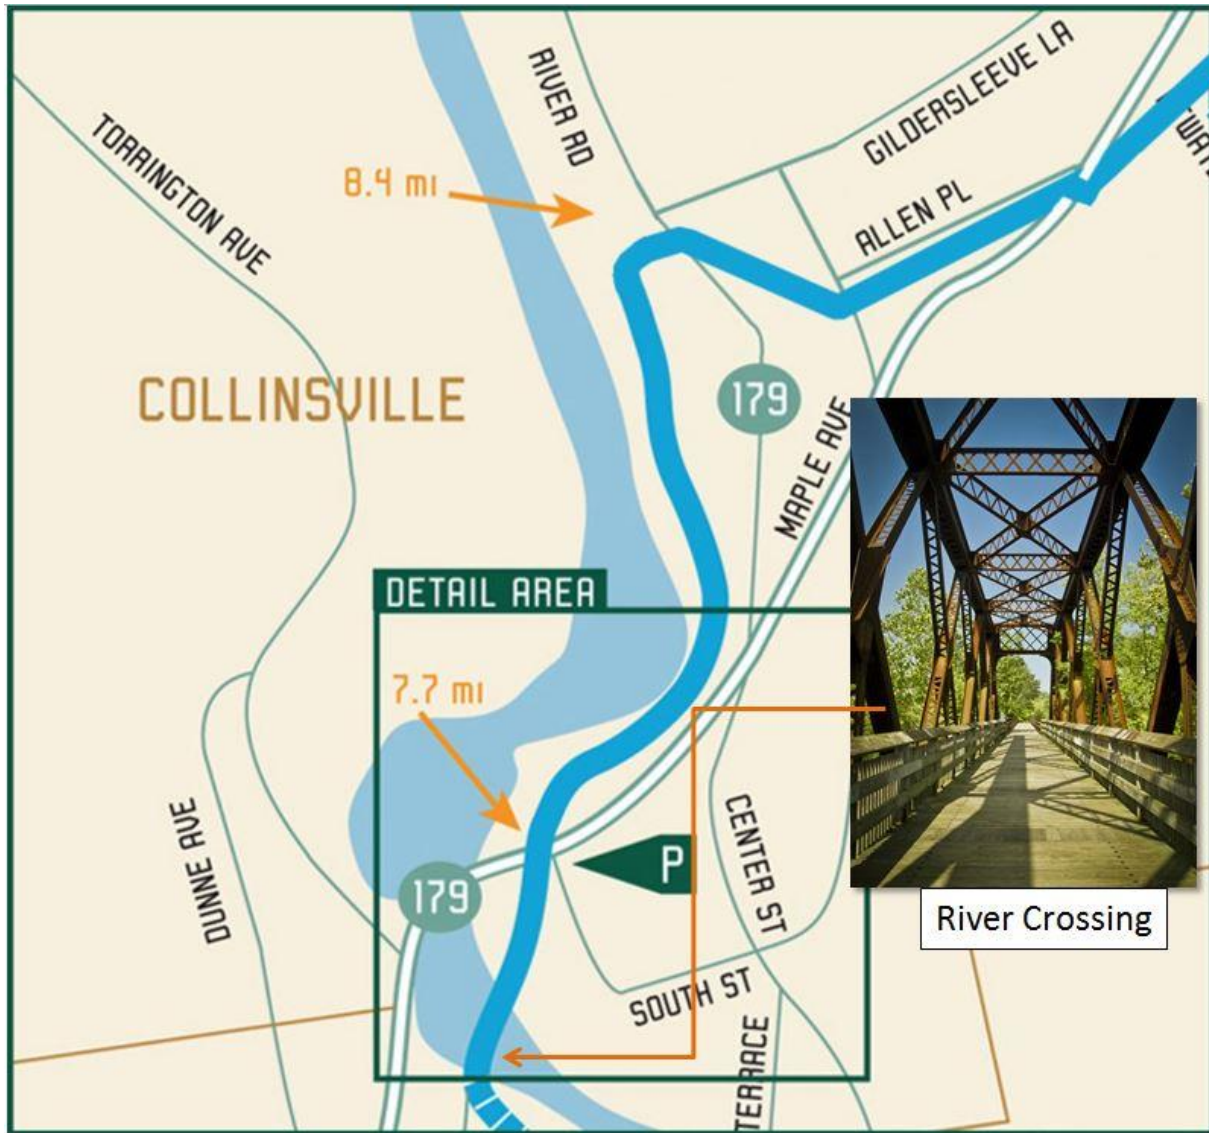 RIVER RD
GILDERSLEEVE LA
TORRINGTON AVE
8.4 mi
ALLEN PL
COLLINSVILLE
179
MAPLE AVE
DETAIL AREA
7.7 mi
P
179
DUNNE AVE
CENTER ST
River Crossing
SOUTH ST
TERRACE